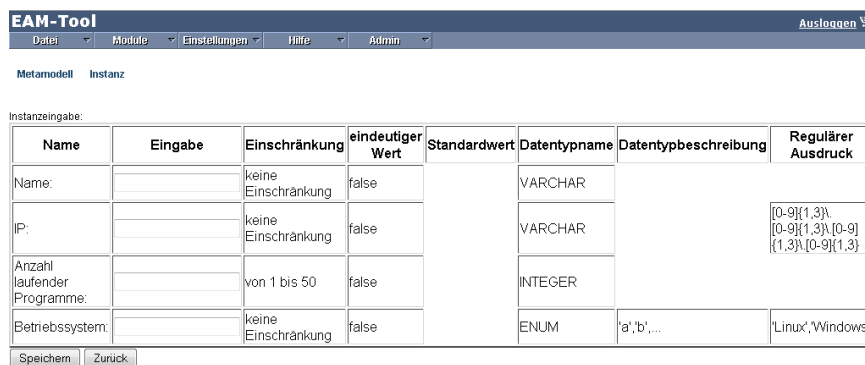 EAM-Tool
Ausloggen
Datei Module Einstellungen Hilfe Admin
Metamodell Instanz
Instanzeingabe:
Name Eingabe Einschränkung eindeutiger Wert Standardwert Datentypname Datentypbeschreibung Regulärer Ausdruck
Name: keine Einschränkung false VARCHAR
IP: keine Einschränkung false VARCHAR [0-9]{1,3}\.[0-9]{1,3}\.[0-9]{1,3}\.[0-9]{1,3}
Anzahl laufender Programme: von 1 bis 50 false INTEGER
Betriebssystem: keine Einschränkung false ENUM 'a','b',... 'Linux','Windows
Speichern Zurück